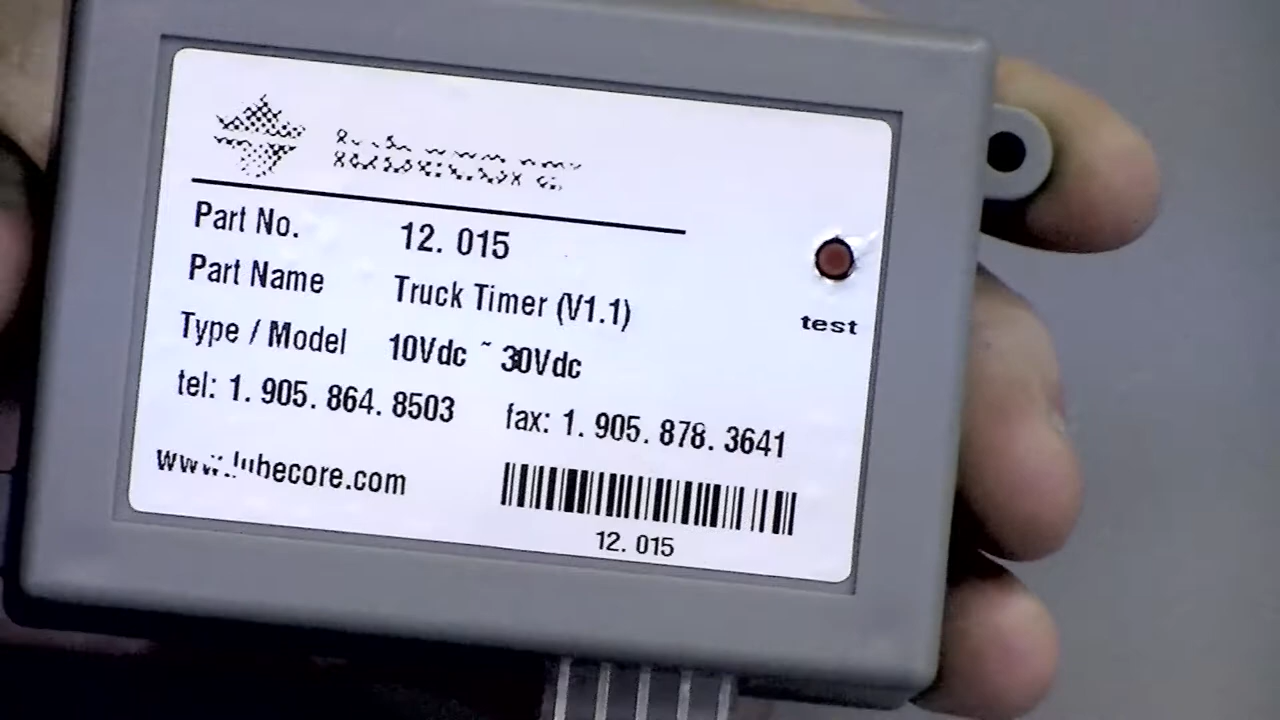 Part No. 12. 015
Part Name Truck Timer (V1.1)
Type / Model 10Vdc ~ 30Vdc
tel: 1. 905. 864. 8503 fax: 1. 905. 878. 3641
www.lubecore.com
12. 015
test